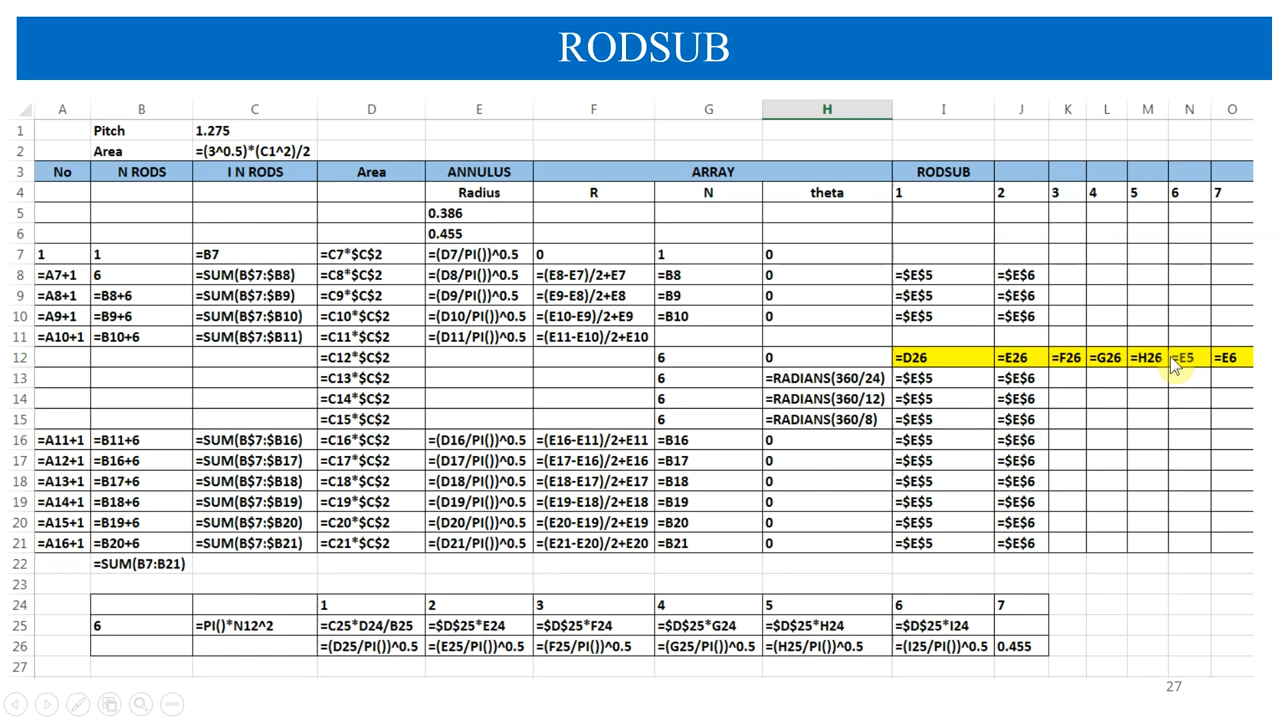 RODSUB
A B C D E F G H I J K L M N O
1 Pitch 1.275
2 Area =(3^0.5)*(C1^2)/2
3 No N RODS I N RODS Area ANNULUS ARRAY RODSUB
4 Radius R N theta 1 2 3 4 5 6 7
5 0.386
6 0.455
7 1 1 =B7 =C7*$C$2 =(D7/PI())^0.5 0 1 0
8 =A7+1 6 =SUM(B$7:$B8) =C8*$C$2 =(D8/PI())^0.5 =(E8-E7)/2+E7 =B8 0 =$E$5 =$E$6
9 =A8+1 =B8+6 =SUM(B$7:$B9) =C9*$C$2 =(D9/PI())^0.5 =(E9-E8)/2+E8 =B9 0 =$E$5 =$E$6
10 =A9+1 =B9+6 =SUM(B$7:$B10) =C10*$C$2 =(D10/PI())^0.5 =(E10-E9)/2+E9 =B10 0 =$E$5 =$E$6
11 =A10+1 =B10+6 =SUM(B$7:$B11) =C11*$C$2 =(D11/PI())^0.5 =(E11-E10)/2+E10
12 =C12*$C$2 6 0 =D26 =E26 =F26 =G26 =H26 =E5 =E6
13 =C13*$C$2 6 =RADIANS(360/24) =$E$5 =$E$6
14 =C14*$C$2 6 =RADIANS(360/12) =$E$5 =$E$6
15 =C15*$C$2 6 =RADIANS(360/8) =$E$5 =$E$6
16 =A11+1 =B11+6 =SUM(B$7:$B16) =C16*$C$2 =(D16/PI())^0.5 =(E16-E11)/2+E11 =B16 0 =$E$5 =$E$6
17 =A12+1 =B16+6 =SUM(B$7:$B17) =C17*$C$2 =(D17/PI())^0.5 =(E17-E16)/2+E16 =B17 0 =$E$5 =$E$6
18 =A13+1 =B17+6 =SUM(B$7:$B18) =C18*$C$2 =(D18/PI())^0.5 =(E18-E17)/2+E17 =B18 0 =$E$5 =$E$6
19 =A14+1 =B18+6 =SUM(B$7:$B19) =C19*$C$2 =(D19/PI())^0.5 =(E19-E18)/2+E18 =B19 0 =$E$5 =$E$6
20 =A15+1 =B19+6 =SUM(B$7:$B20) =C20*$C$2 =(D20/PI())^0.5 =(E20-E19)/2+E19 =B20 0 =$E$5 =$E$6
21 =A16+1 =B20+6 =SUM(B$7:$B21) =C21*$C$2 =(D21/PI())^0.5 =(E21-E20)/2+E20 =B21 0 =$E$5 =$E$6
22 =SUM(B7:B21)
23
24 1 2 3 4 5 6 7
25 6 =PI()*N12^2 =C25*D24/B25 =$D$25*E24 =$D$25*F24 =$D$25*G24 =$D$25*H24 =$D$25*I24
26 =(D25/PI())^0.5 =(E25/PI())^0.5 =(F25/PI())^0.5 =(G25/PI())^0.5 =(H25/PI())^0.5 =(I25/PI())^0.5 0.455
27
27